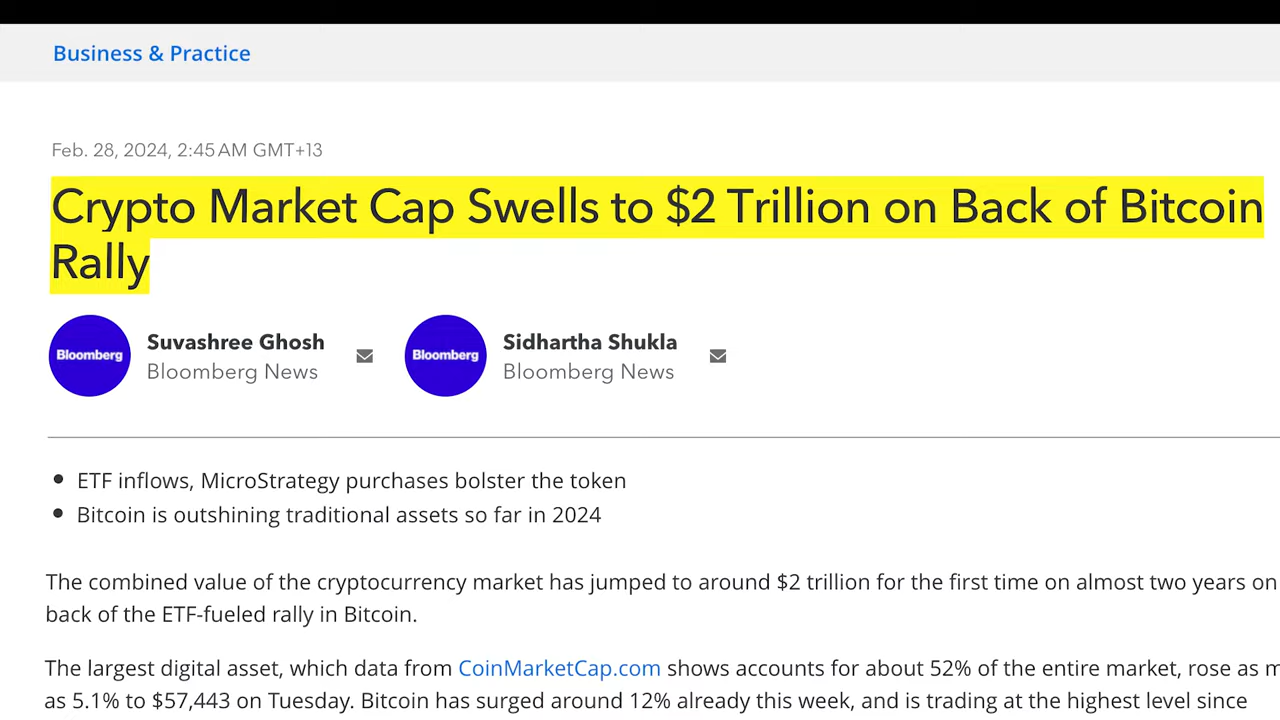 Business & Practice
Feb. 28, 2024, 2:45 AM GMT+13
Crypto Market Cap Swells to $2 Trillion on Back of Bitcoin
Rally
Bloomberg
Suvashree Ghosh
Bloomberg News
Bloomberg
Sidhartha Shukla
Bloomberg News
• ETF inflows, MicroStrategy purchases bolster the token
• Bitcoin is outshining traditional assets so far in 2024
The combined value of the cryptocurrency market has jumped to around $2 trillion for the first time on almost two years on
back of the ETF-fueled rally in Bitcoin.
The largest digital asset, which data from CoinMarketCap.com shows accounts for about 52% of the entire market, rose as
as 5.1% to $57,443 on Tuesday. Bitcoin has surged around 12% already this week, and is trading at the highest level since